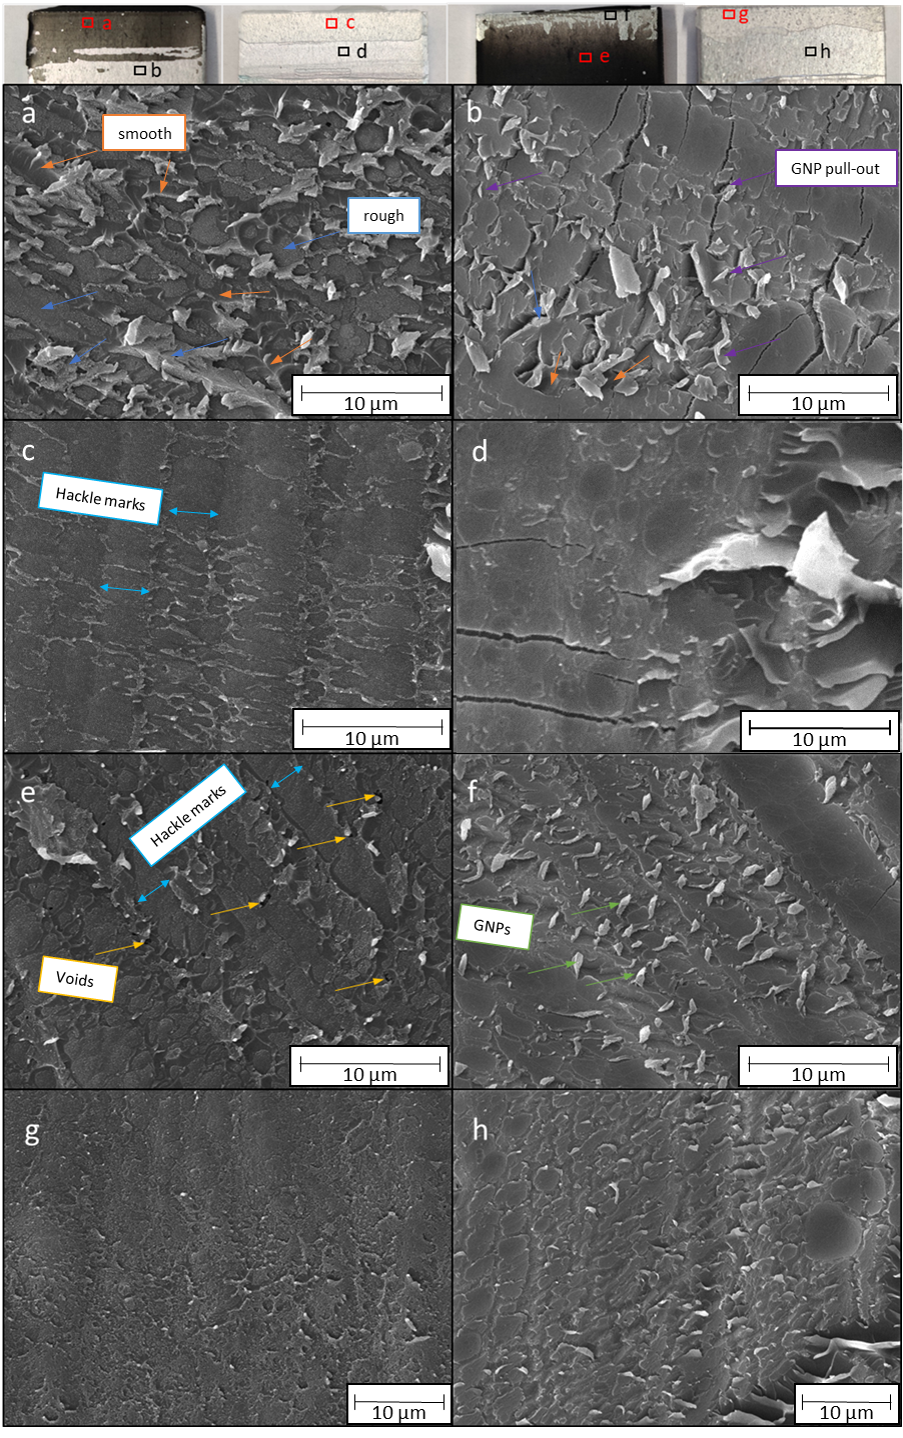 a
c
f
g
d
e
h
b
a
smooth
rough
10 µm
b
GNP pull-out
10 µm
c
Hackle marks
10 µm
d
10 µm
e
Hackle marks
Voids
10 µm
f
GNPs
10 µm
g
10 µm
h
10 µm